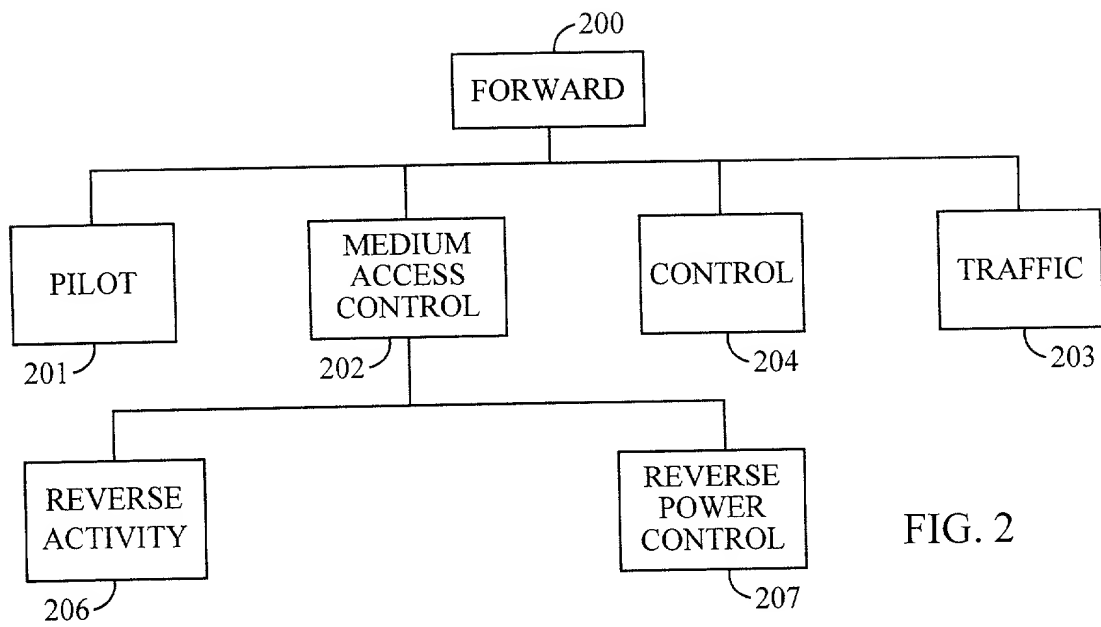 200
FORWARD
PILOT
MEDIUM
ACCESS
CONTROL
CONTROL
TRAFFIC
201
202
204
203
REVERSE
ACTIVITY
REVERSE
POWER
CONTROL
206
207
FIG. 2